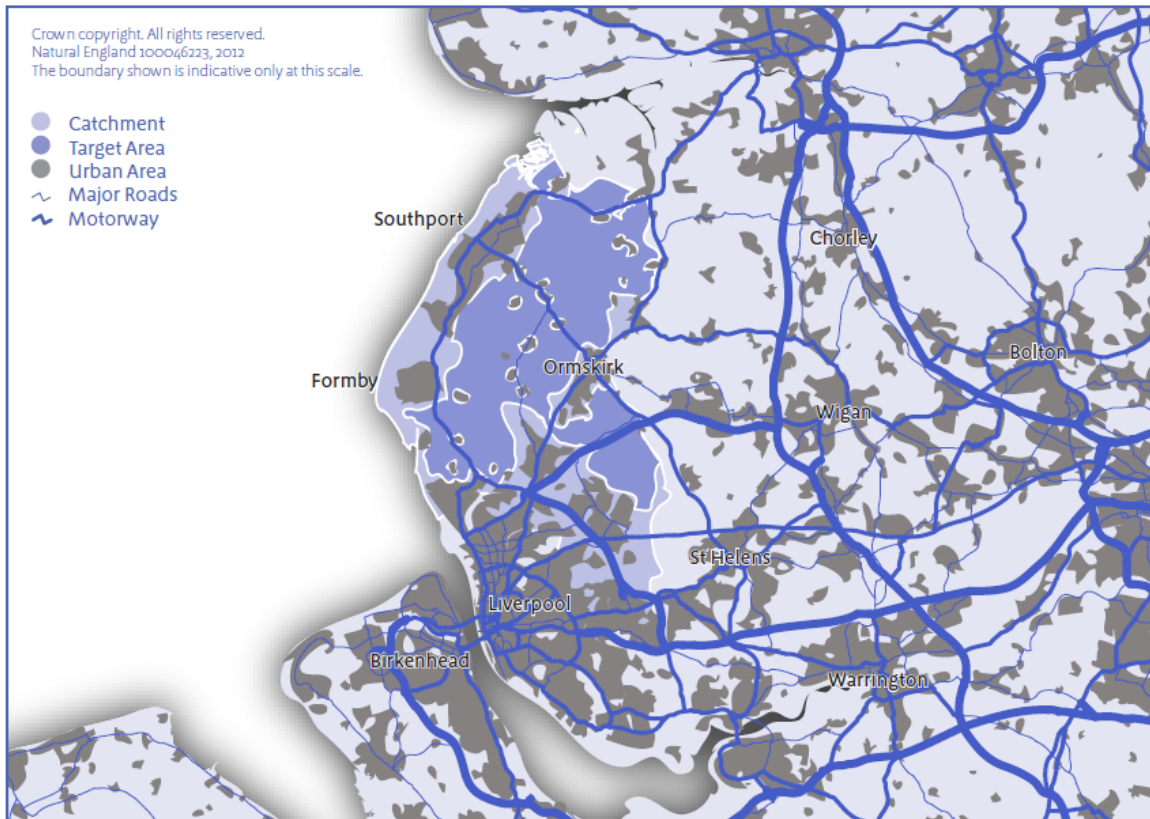 Crown copyright. All rights reserved.
Natural England 100046223, 2012
The boundary shown is indicative only at this scale.
Catchment
Target Area
Urban Area
Major Roads
Motorway
Southport
Chorley
Bolton
Ormskirk
Formby
Wigan
St Helens
Liverpool
Birkenhead
Warrington